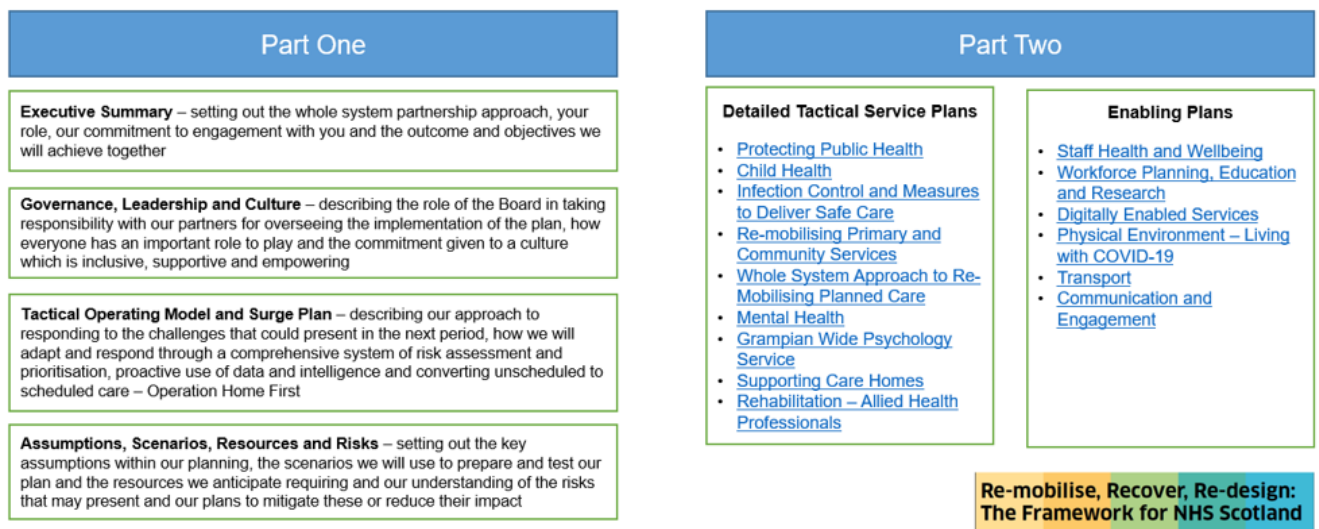 Part One
Executive Summary – setting out the whole system partnership approach, your
role, our commitment to engagement with you and the outcome and objectives we
will achieve together
Governance, Leadership and Culture – describing the role of the Board in taking
responsibility with our partners for overseeing the implementation of the plan, how
everyone has an important role to play and the commitment given to a culture
which is inclusive, supportive and empowering
Tactical Operating Model and Surge Plan – describing our approach to
responding to the challenges that could present in the next period, how we will
adapt and respond through a comprehensive system of risk assessment and
prioritisation, proactive use of data and intelligence and converting unscheduled to
scheduled care – Operation Home First
Assumptions, Scenarios, Resources and Risks – setting out the key
assumptions within our planning, the scenarios we will use to prepare and test our
plan and the resources we anticipate requiring and our understanding of the risks
that may present and our plans to mitigate these or reduce their impact
Part Two
Detailed Tactical Service Plans
• Protecting Public Health
• Child Health
• Infection Control and Measures
to Deliver Safe Care
• Re-mobilising Primary and
Community Services
• Whole System Approach to Re-
Mobilising Planned Care
• Mental Health
• Grampian Wide Psychology
Service
• Supporting Care Homes
• Rehabilitation – Allied Health
Professionals
Enabling Plans
• Staff Health and Wellbeing
• Workforce Planning, Education
and Research
• Digitally Enabled Services
• Physical Environment – Living
with COVID-19
• Transport
• Communication and
Engagement
Re-mobilise, Recover, Re-design:
The Framework for NHS Scotland